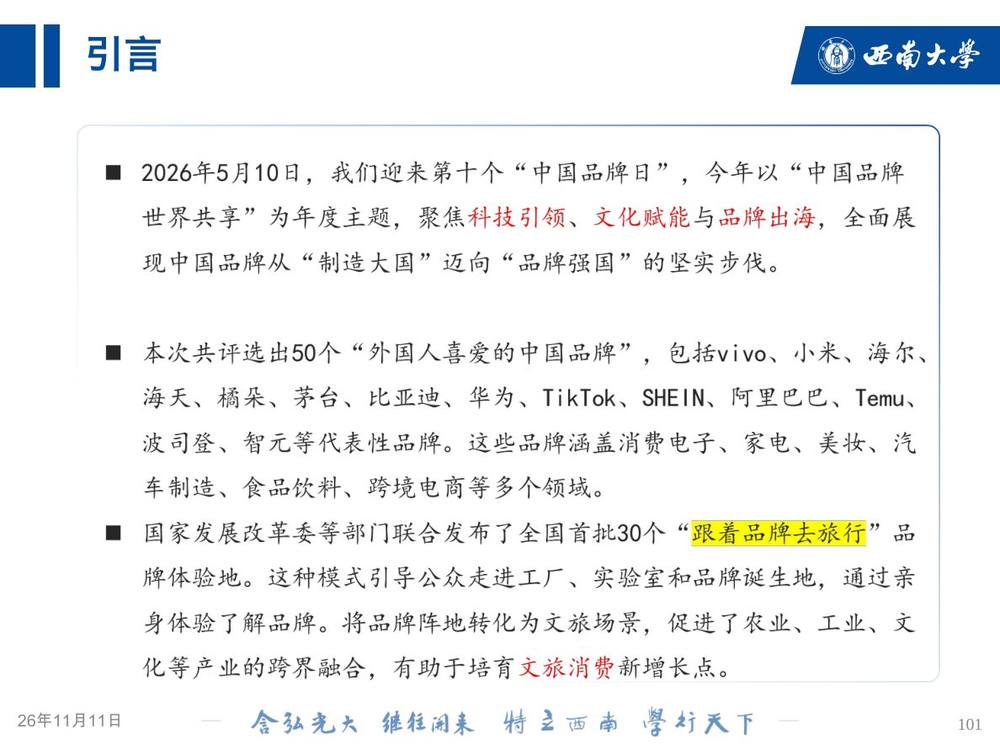 引言
西南大学
■ 2026年5月10日，我们迎来第十个“中国品牌日”，今年以“中国品牌
世界共享”为年度主题，聚焦科技引领、文化赋能与品牌出海，全面展
现中国品牌从“制造大国”迈向“品牌强国”的坚实步伐。
■ 本次共评选出50个“外国人喜爱的中国品牌”，包括vivo、小米、海尔、
海天、橘朵、茅台、比亚迪、华为、TikTok、SHEIN、阿里巴巴、Temu、
波司登、智元等代表性品牌。这些品牌涵盖消费电子、家电、美妆、汽
车制造、食品饮料、跨境电商等多个领域。
■ 国家发展改革委等部门联合发布了全国首批30个“跟着品牌去旅行”品
牌体验地。这种模式引导公众走进工厂、实验室和品牌诞生地，通过亲
身体验了解品牌。将品牌阵地转化为文旅场景，促进了农业、工业、文
化等产业的跨界融合，有助于培育文旅消费新增长点。
26年11月11日
含弘光大 继往开来 特立西南 學行天下
101